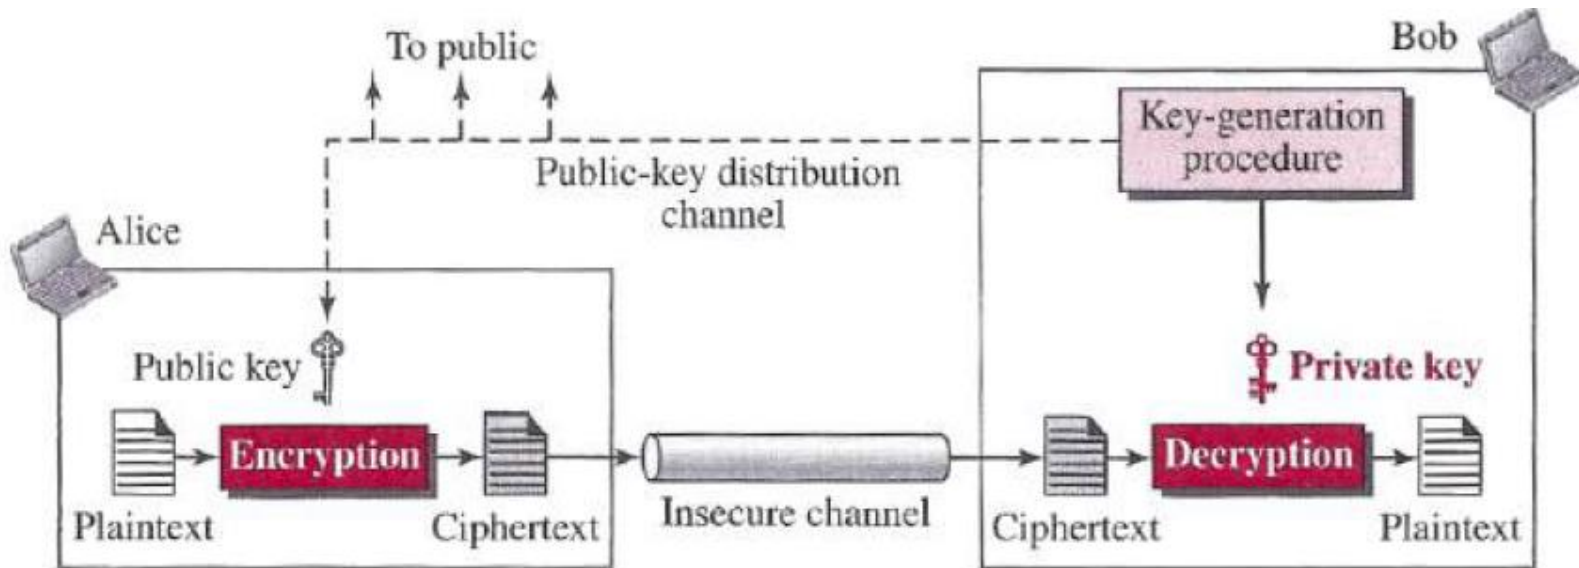 To public
Bob
Key-generation
procedure
Public-key distribution
channel
Alice
Public key
Private key
Encryption
Decryption
Plaintext
Ciphertext
Insecure channel
Ciphertext
Plaintext